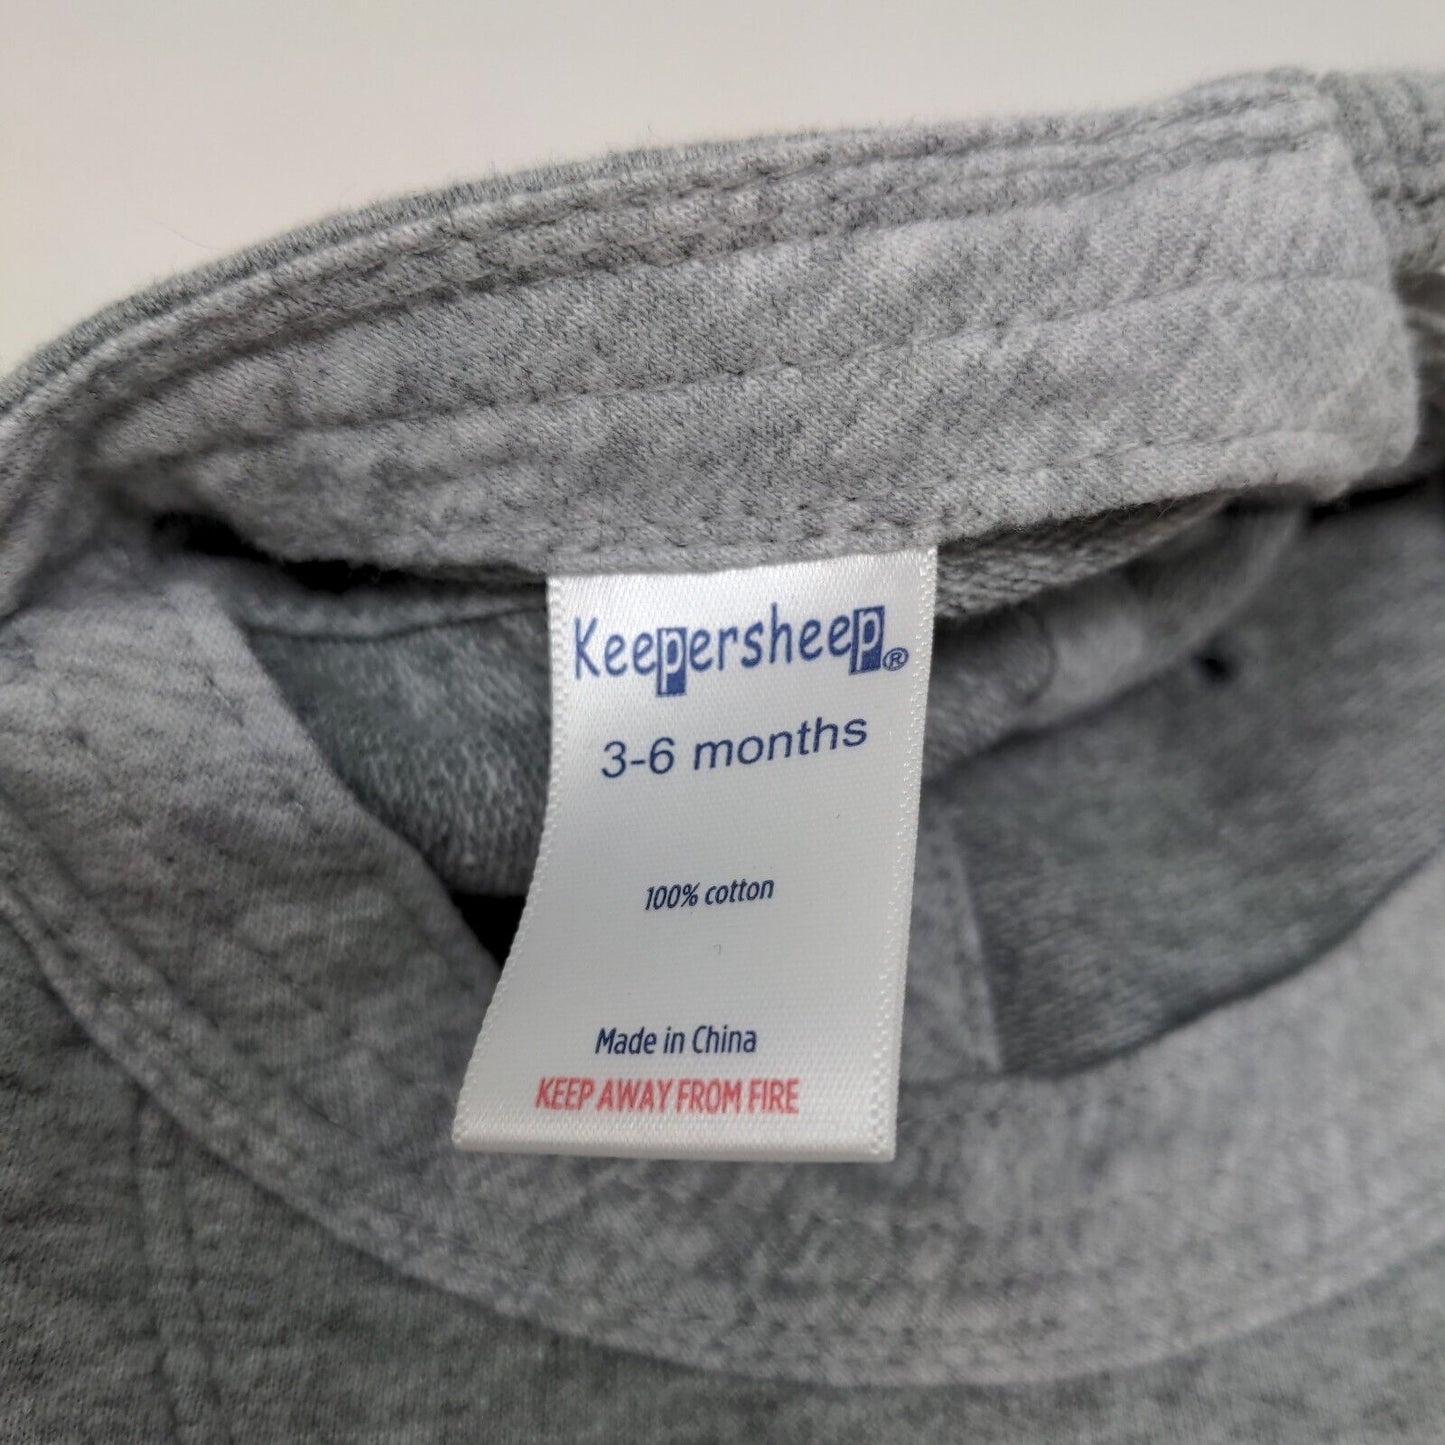 Keepersheep®
3-6 months
100% cotton
Made in China
KEEP AWAY FROM FIRE